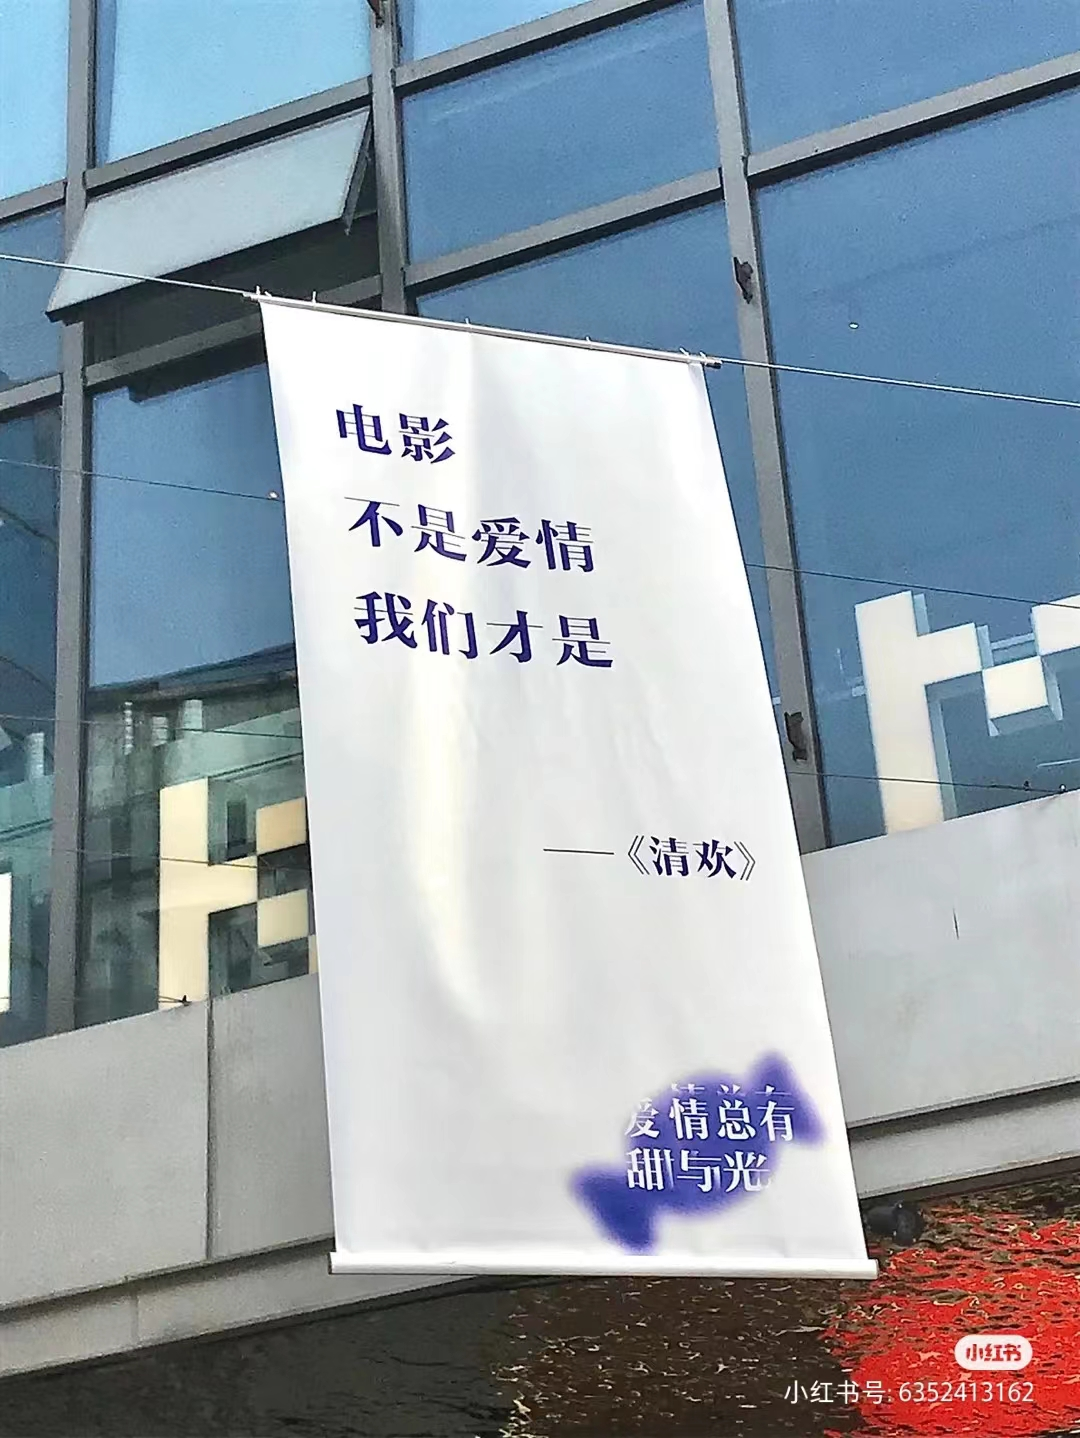 电影
不是爱情
我们才是
——《清欢》
爱情总有
甜与光
小红书
小红书号: 6352413162